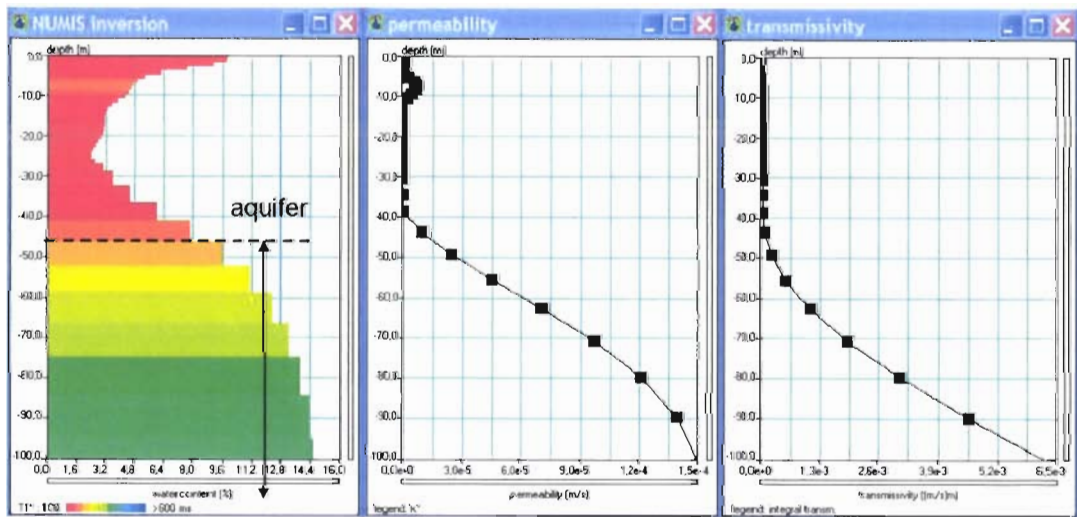 NUMIS inversion
depth (m)
0.0
-10.0
-20.0
-30.0
-40.0
-50.0
-60.0
-70.0
-80.0
-90.0
-100.0
aquifer
0.0 1.6 3.2 4.8 6.4 8.0 9.6 11.2 12.8 14.4 16.0
water content (%)
>600 ms
permeability
depth (m)
0.0
-10.0
-20.0
-30.0
-40.0
-50.0
-60.0
-70.0
-80.0
-90.0
-100.0
0.0e+0 3.0e-5 6.0e-5 9.0e-5 1.2e-4 1.5e-4
permeability (m/s)
legend: "K"
transmissivity
depth (m)
0.0
-10.0
-20.0
-30.0
-40.0
-50.0
-60.0
-70.0
-80.0
-90.0
-100.0
0.0e+0 1.3e-3 2.6e-3 3.9e-3 5.2e-3 6.5e-3
transmissivity ((m/s)m)
legend: integral transm.